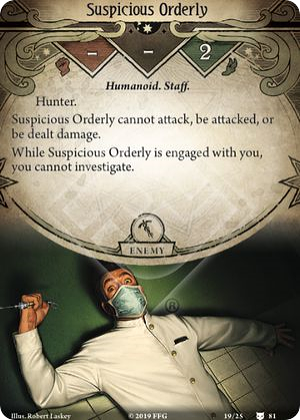 Suspicious Orderly
– – 2
Humanoid. Staff.
Hunter.
Suspicious Orderly cannot attack, be attacked, or
be dealt damage.
While Suspicious Orderly is engaged with you,
you cannot investigate.
ENEMY
Illus. Robert Laskey © 2019 FFG 19/25 81